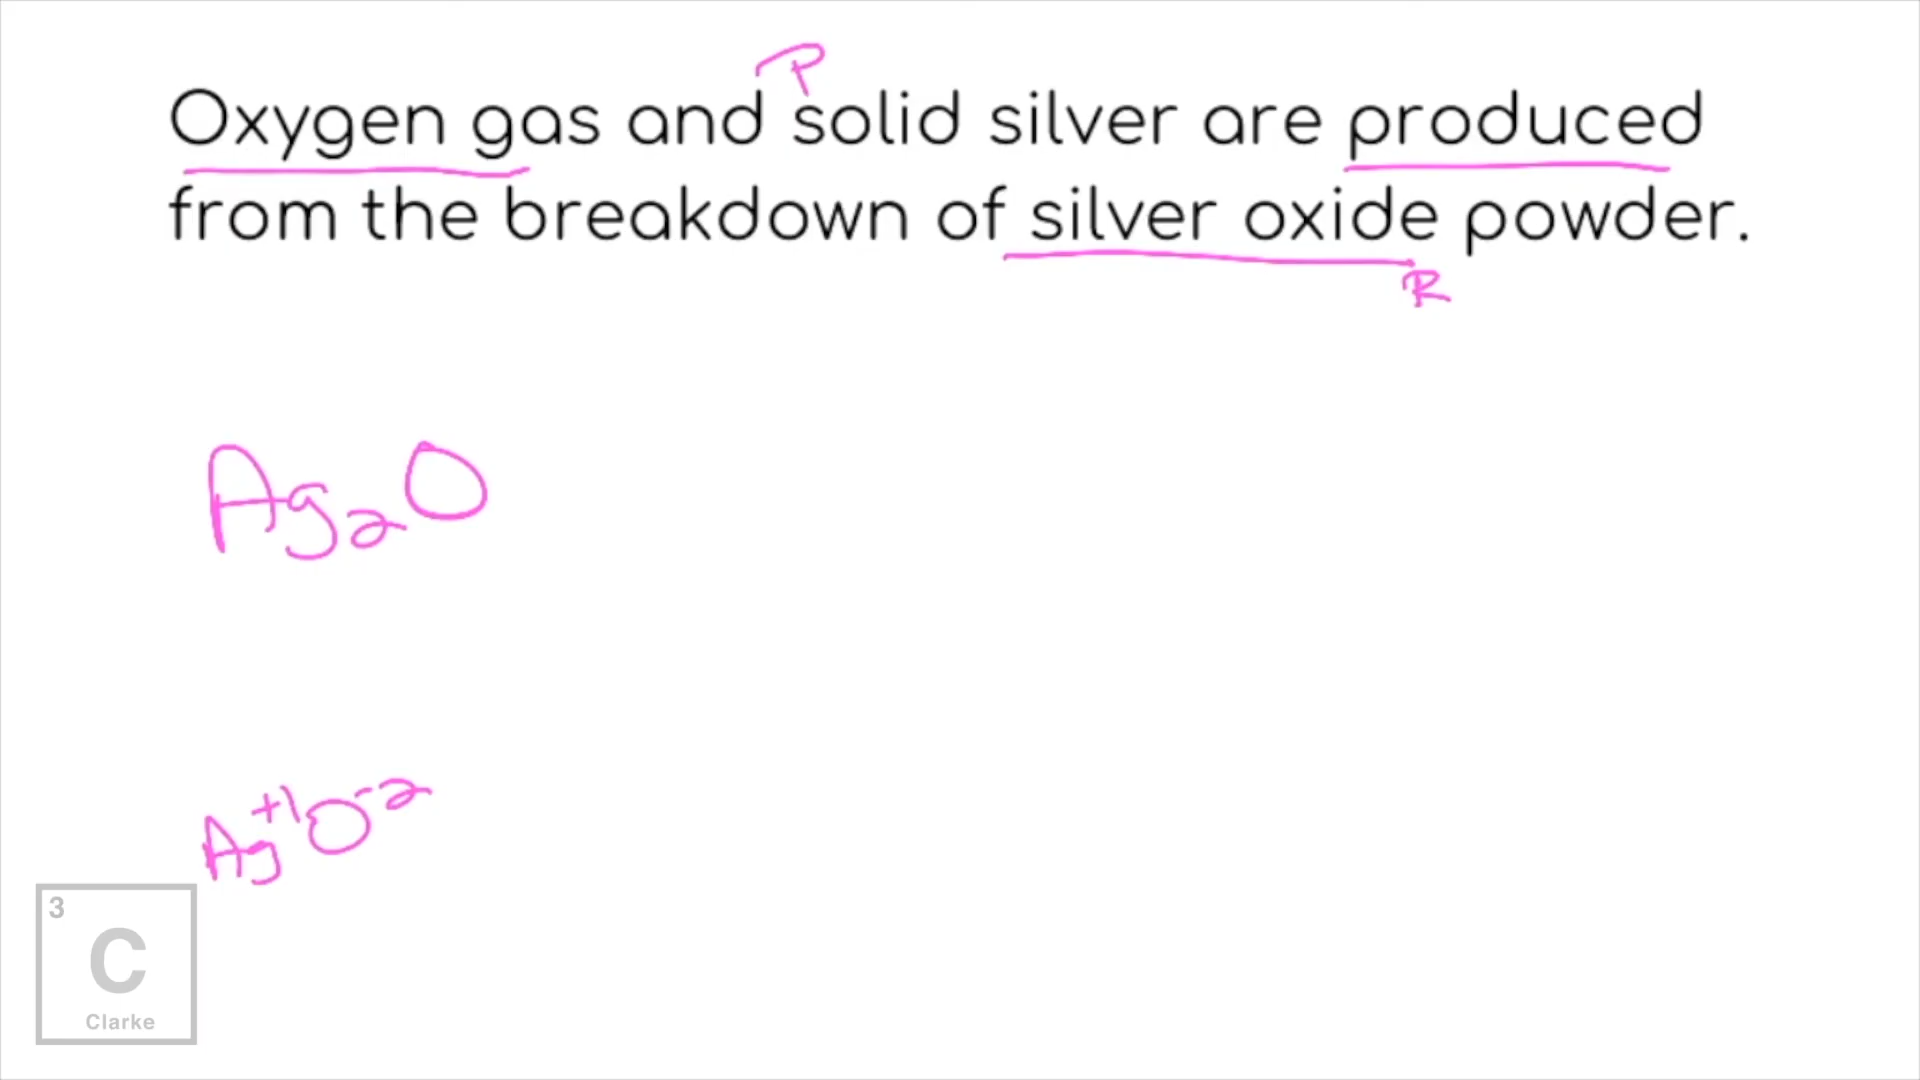 P
Oxygen gas and solid silver are produced
from the breakdown of silver oxide powder.
R
Ag₂O
Ag⁺¹O⁻²
3
C
Clarke